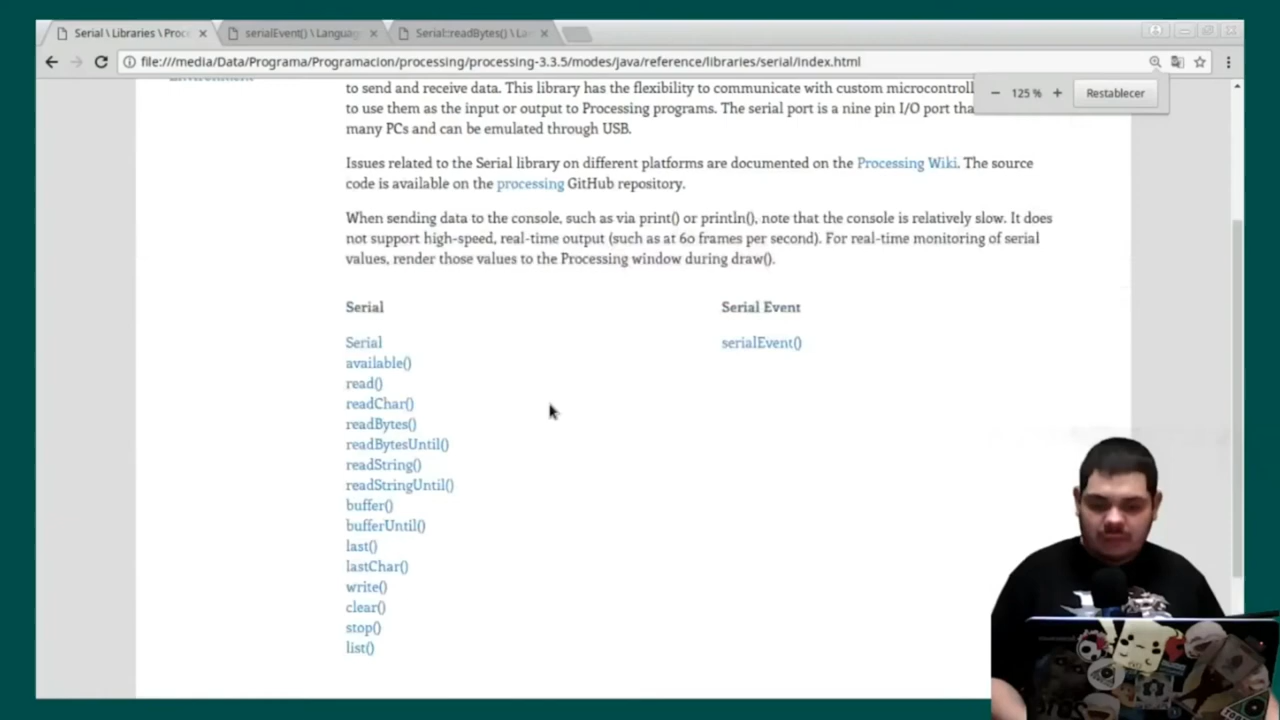 Serial \ Libraries \ Proc
serialEvent() \ Languag
Serial::readBytes() \ La
file:///media/Data/Programa/Programacion/processing/processing-3.3.5/modes/java/reference/libraries/serial/index.html
125 %
Restablecer
Environment
to send and receive data. This library has the flexibility to communicate with custom microcontroll
to use them as the input or output to Processing programs. The serial port is a nine pin I/O port tha
many PCs and can be emulated through USB.
Issues related to the Serial library on different platforms are documented on the Processing Wiki. The source
code is available on the processing GitHub repository.
When sending data to the console, such as via print() or println(), note that the console is relatively slow. It does
not support high-speed, real-time output (such as at 60 frames per second). For real-time monitoring of serial
values, render those values to the Processing window during draw().
Serial
Serial
available()
read()
readChar()
readBytes()
readBytesUntil()
readString()
readStringUntil()
buffer()
bufferUntil()
last()
lastChar()
write()
clear()
stop()
list()
Serial Event
serialEvent()